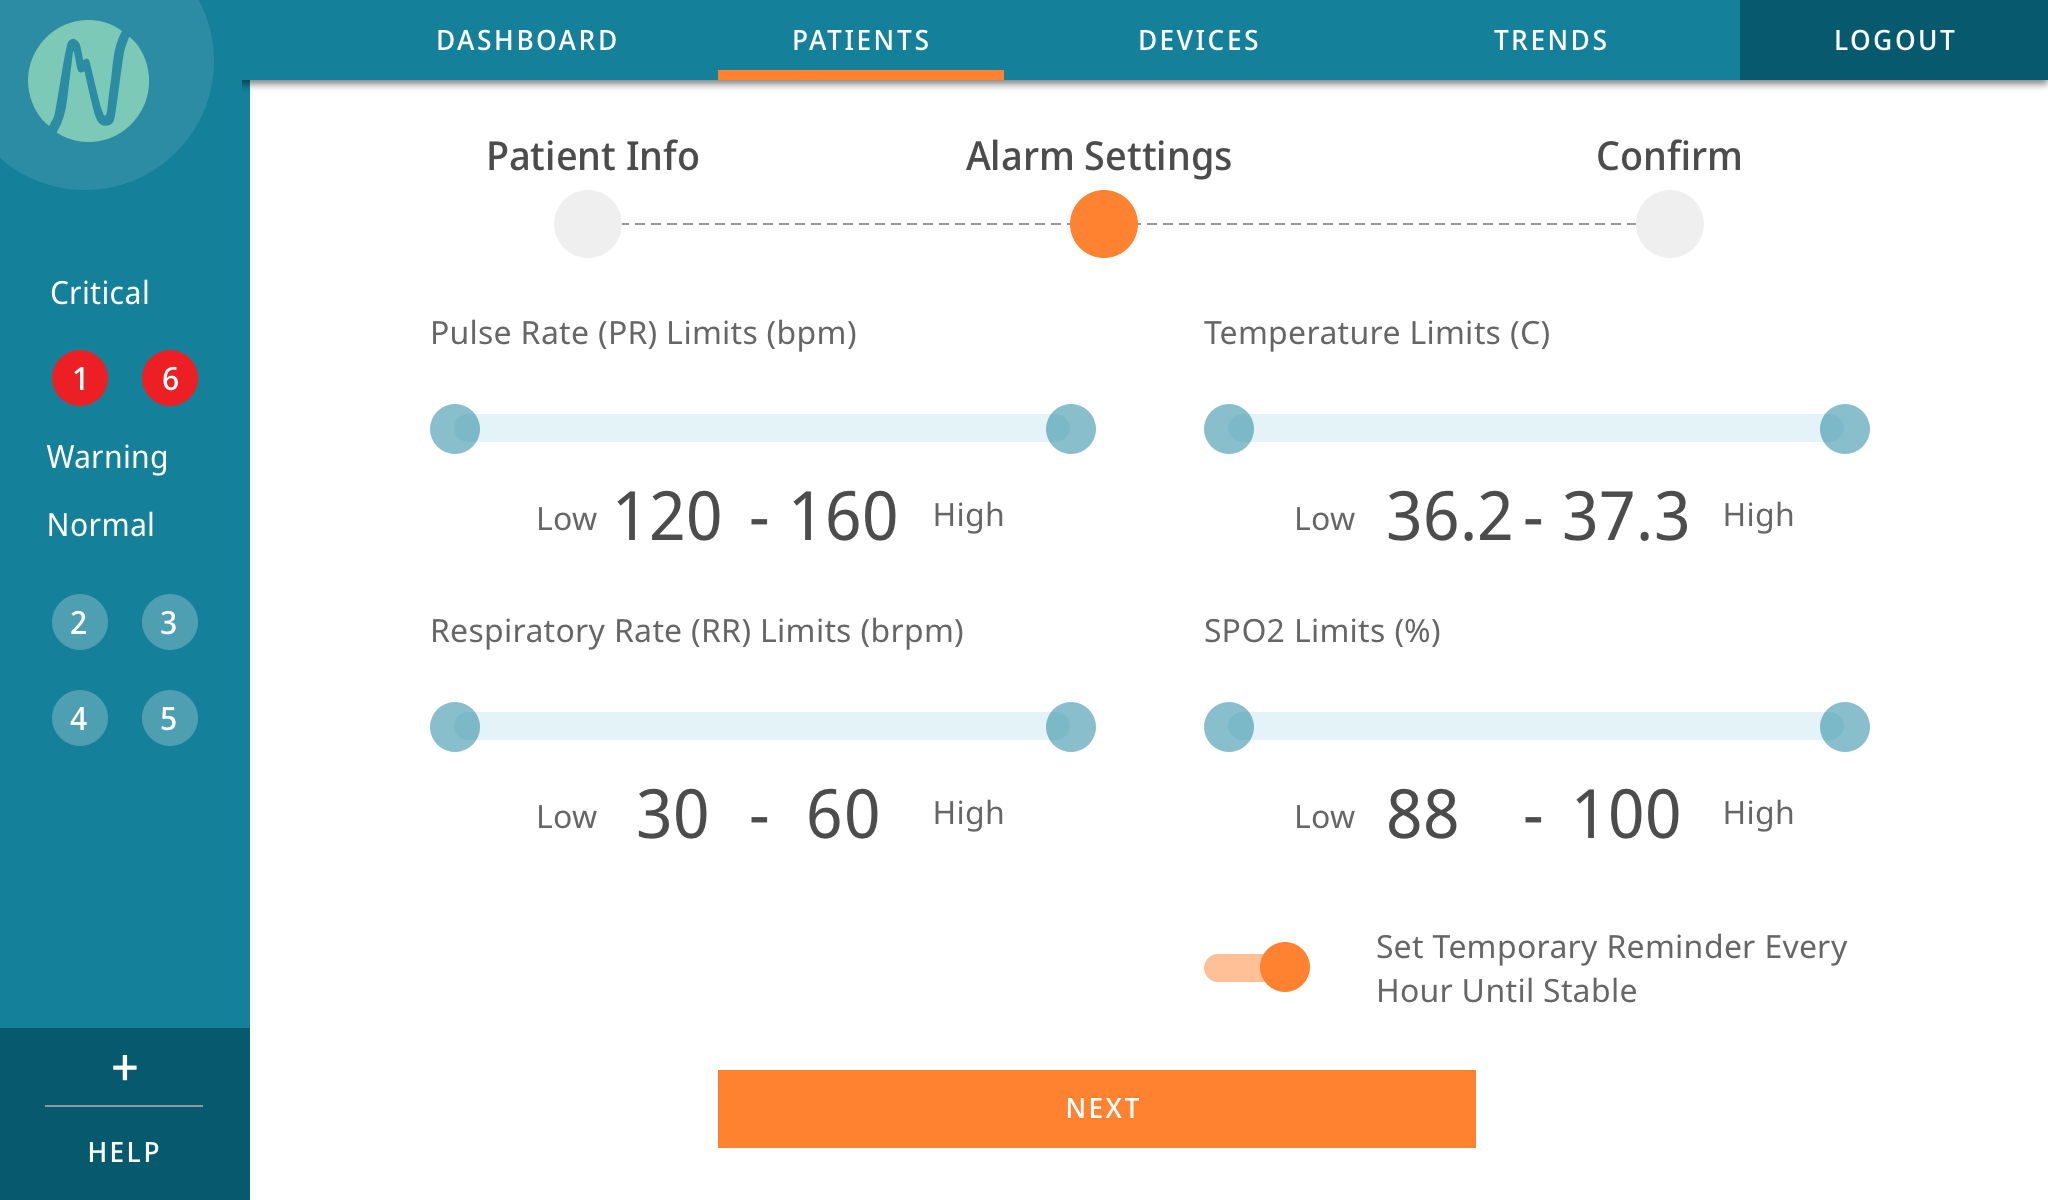 DASHBOARD PATIENTS DEVICES TRENDS LOGOUT
Patient Info Alarm Settings Confirm
Critical
1 6
Warning
Normal
2 3
4 5
+
HELP
Pulse Rate (PR) Limits (bpm)
Low 120 - 160 High
Temperature Limits (C)
Low 36.2 - 37.3 High
Respiratory Rate (RR) Limits (brpm)
Low 30 - 60 High
SPO2 Limits (%)
Low 88 - 100 High
Set Temporary Reminder Every
Hour Until Stable
NEXT